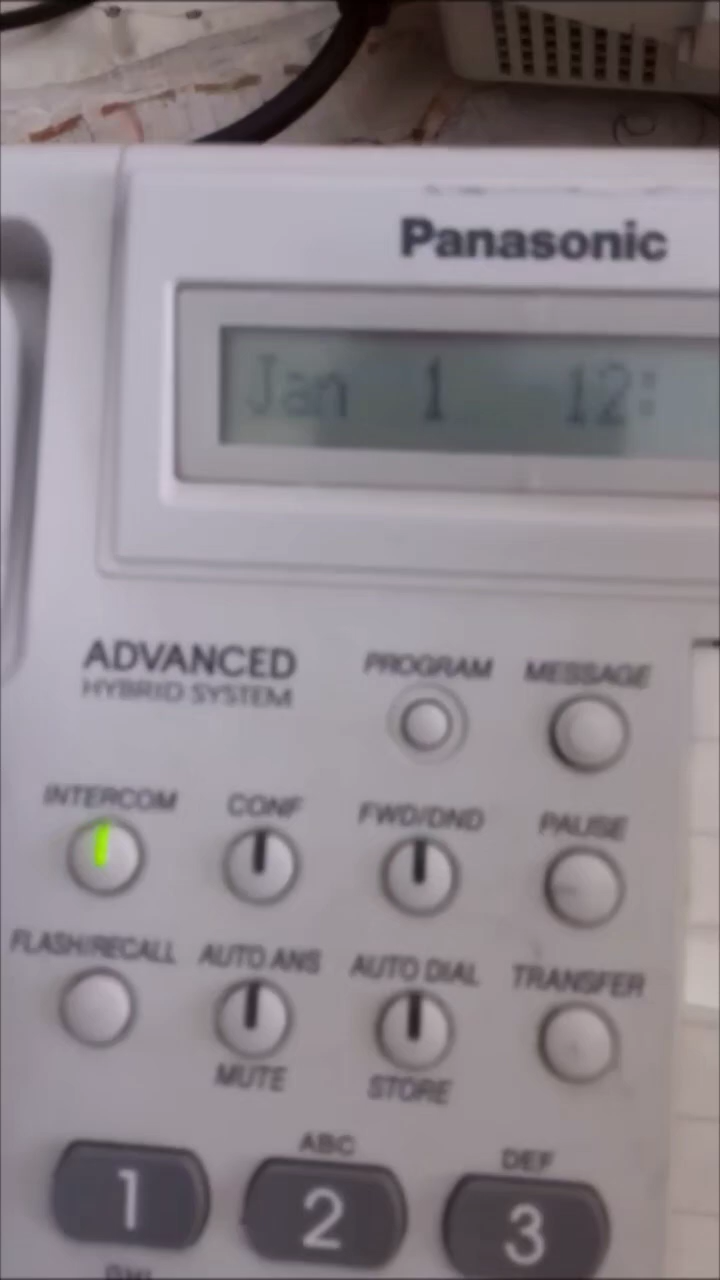 Panasonic
Jan 1 12:
ADVANCED
HYBRID SYSTEM
PROGRAM MESSAGE
INTERCOM CONF FWD/DND PAUSE
FLASH/RECALL AUTO ANS AUTO DIAL TRANSFER
MUTE STORE
ABC DEF
1 2 3
GHI